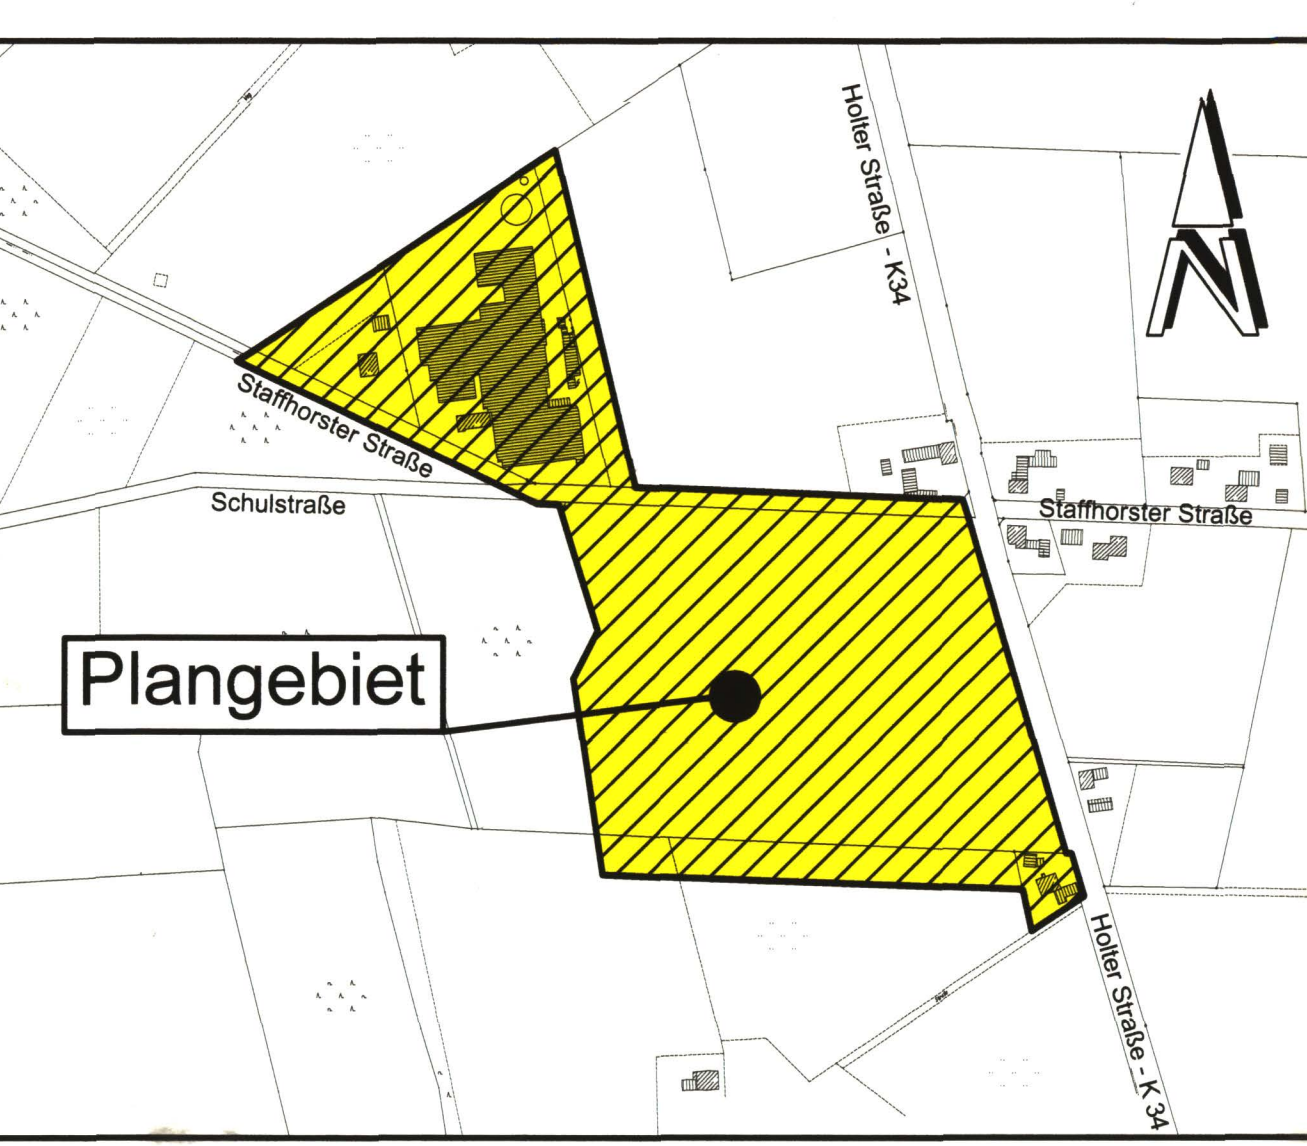 Holter Straße - K34
N
Staffhorster Straße
Schulstraße
Staffhorster Straße
Plangebiet
Holter Straße - K 34